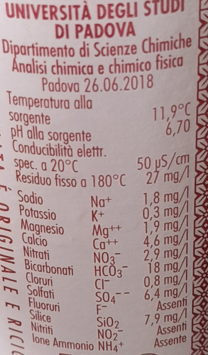 UNIVERSITÀ DEGLI STUDI
DI PADOVA
Dipartimento di Scienze Chimiche
Analisi chimica e chimico fisica
Padova 26.06.2018
Temperatura alla
sorgente 11,9°C
pH alla sorgente 6,70
Conducibilità elettr.
spec. a 20°C 50 µS/cm
Residuo fisso a 180°C 27 mg/l
Sodio Na+ 1,8 mg/l
Potassio K+ 0,3 mg/l
Magnesio Mg++ 1,9 mg/l
Calcio Ca++ 4,6 mg/l
Nitrati NO3- 2,9 mg/l
Bicarbonati HCO3- 18 mg/l
Cloruri Cl- 0,8 mg/l
Solfati SO4-- 6,4 mg/l
Fluoruri F- Assenti
Silice SiO2 7,9 mg/l
Nitriti NO2- Assenti
Ione Ammonio NH4+ Assente
ORIGINALE E